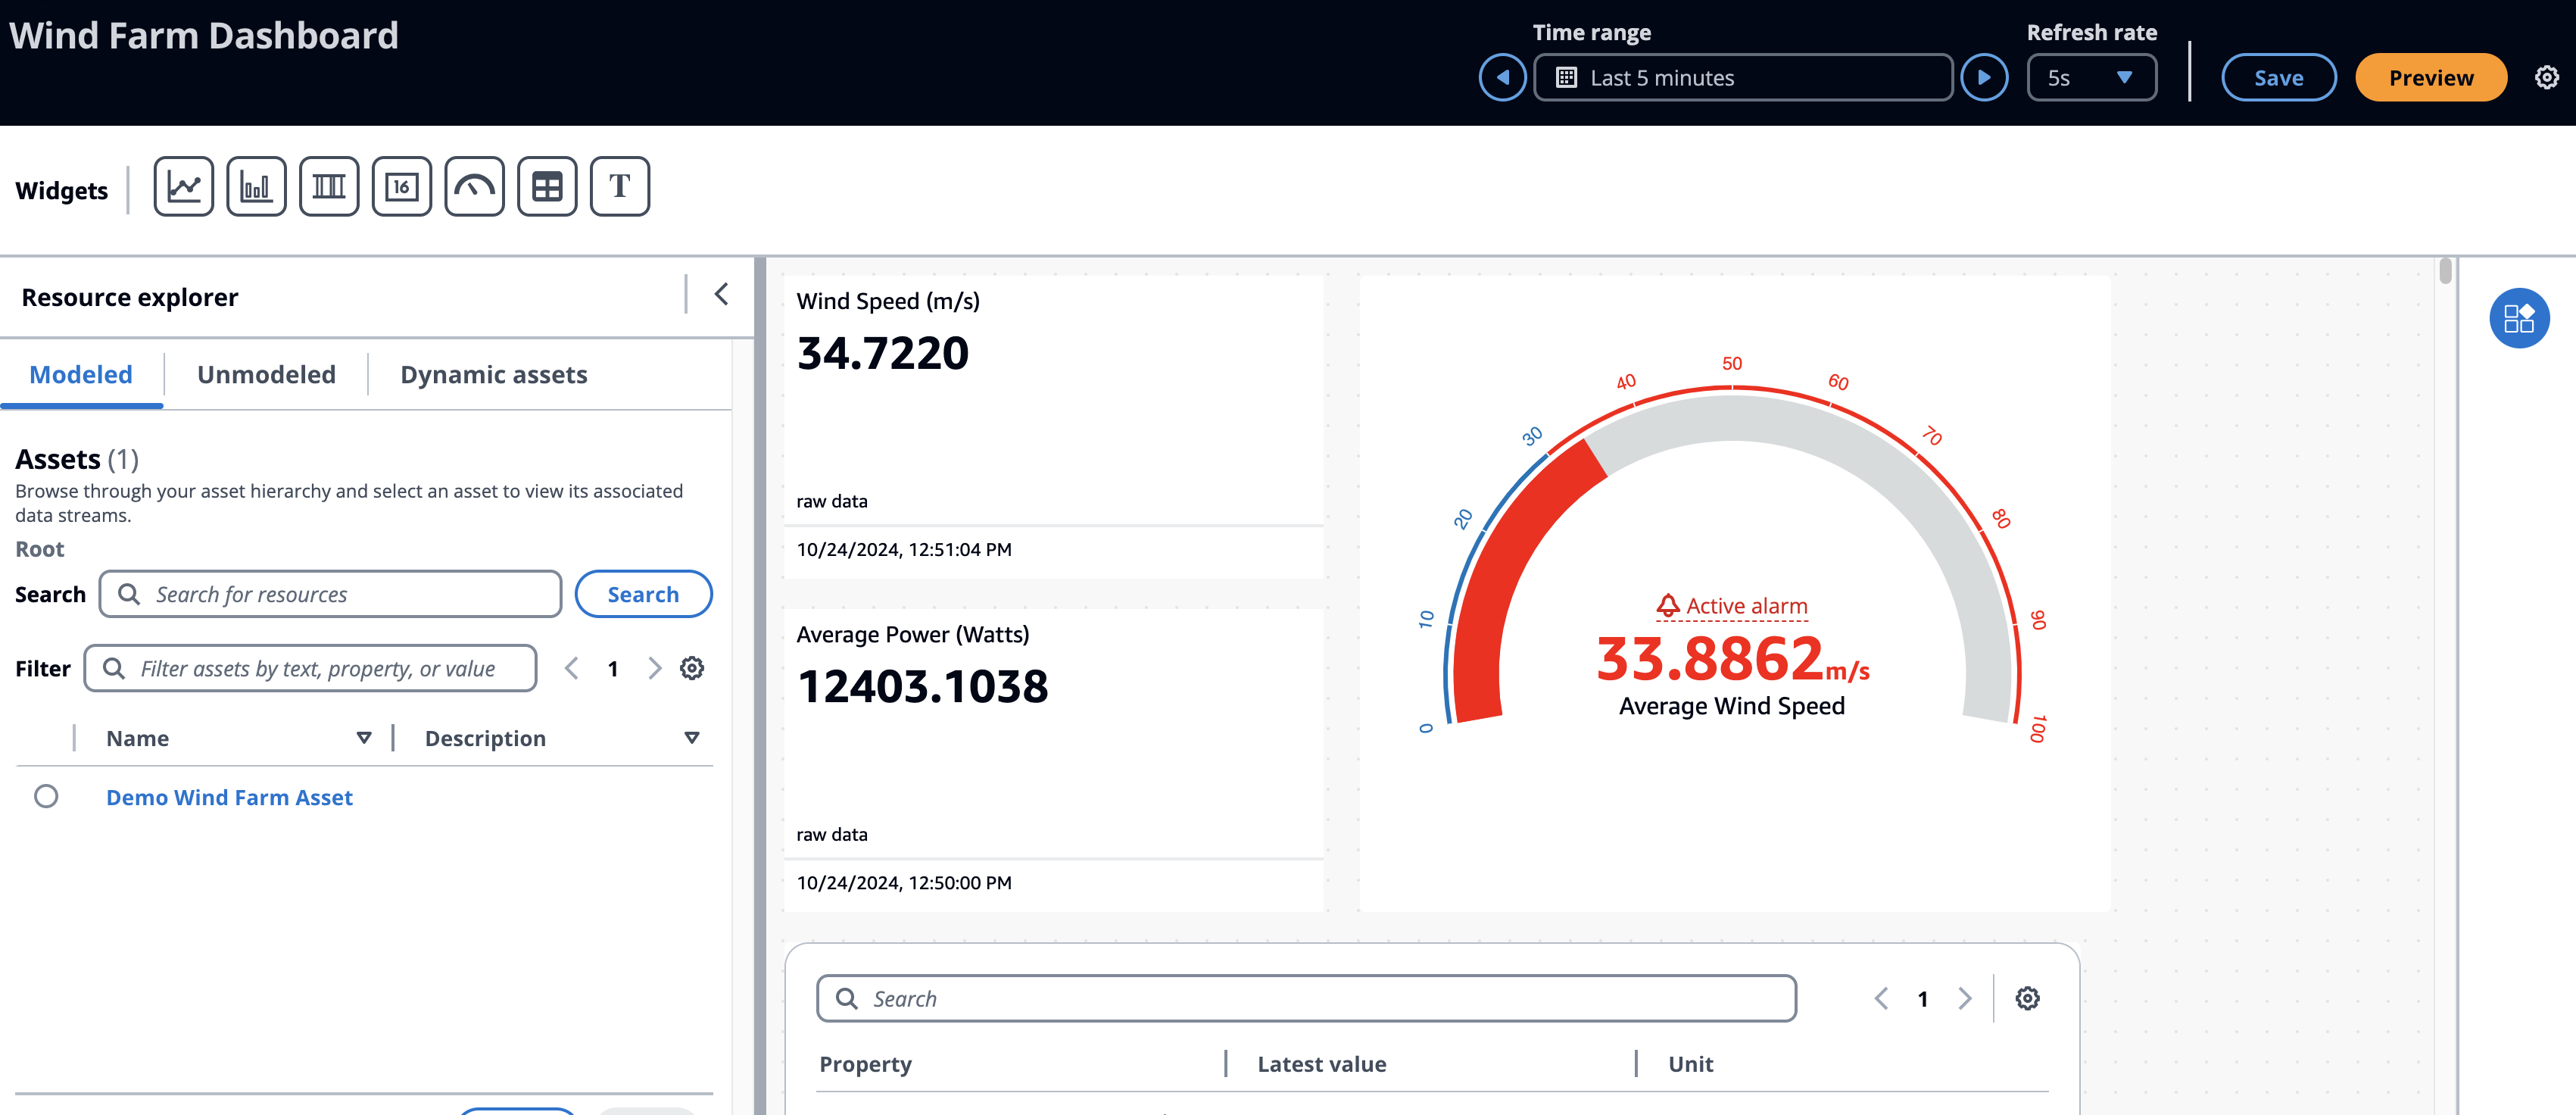 Wind Farm Dashboard
Time range
Last 5 minutes
Refresh rate
5s
Save
Preview
Widgets
16
T
Resource explorer
Modeled
Unmodeled
Dynamic assets
Assets (1)
Browse through your asset hierarchy and select an asset to view its associated
data streams.
Root
Search
Search for resources
Search
Filter
Filter assets by text, property, or value
1
Name
Description
Demo Wind Farm Asset
Wind Speed (m/s)
34.7220
raw data
10/24/2024, 12:51:04 PM
Average Power (Watts)
12403.1038
raw data
10/24/2024, 12:50:00 PM
0
10
20
30
40
50
60
70
80
90
100
Active alarm
33.8862m/s
Average Wind Speed
Search
1
Property
Latest value
Unit